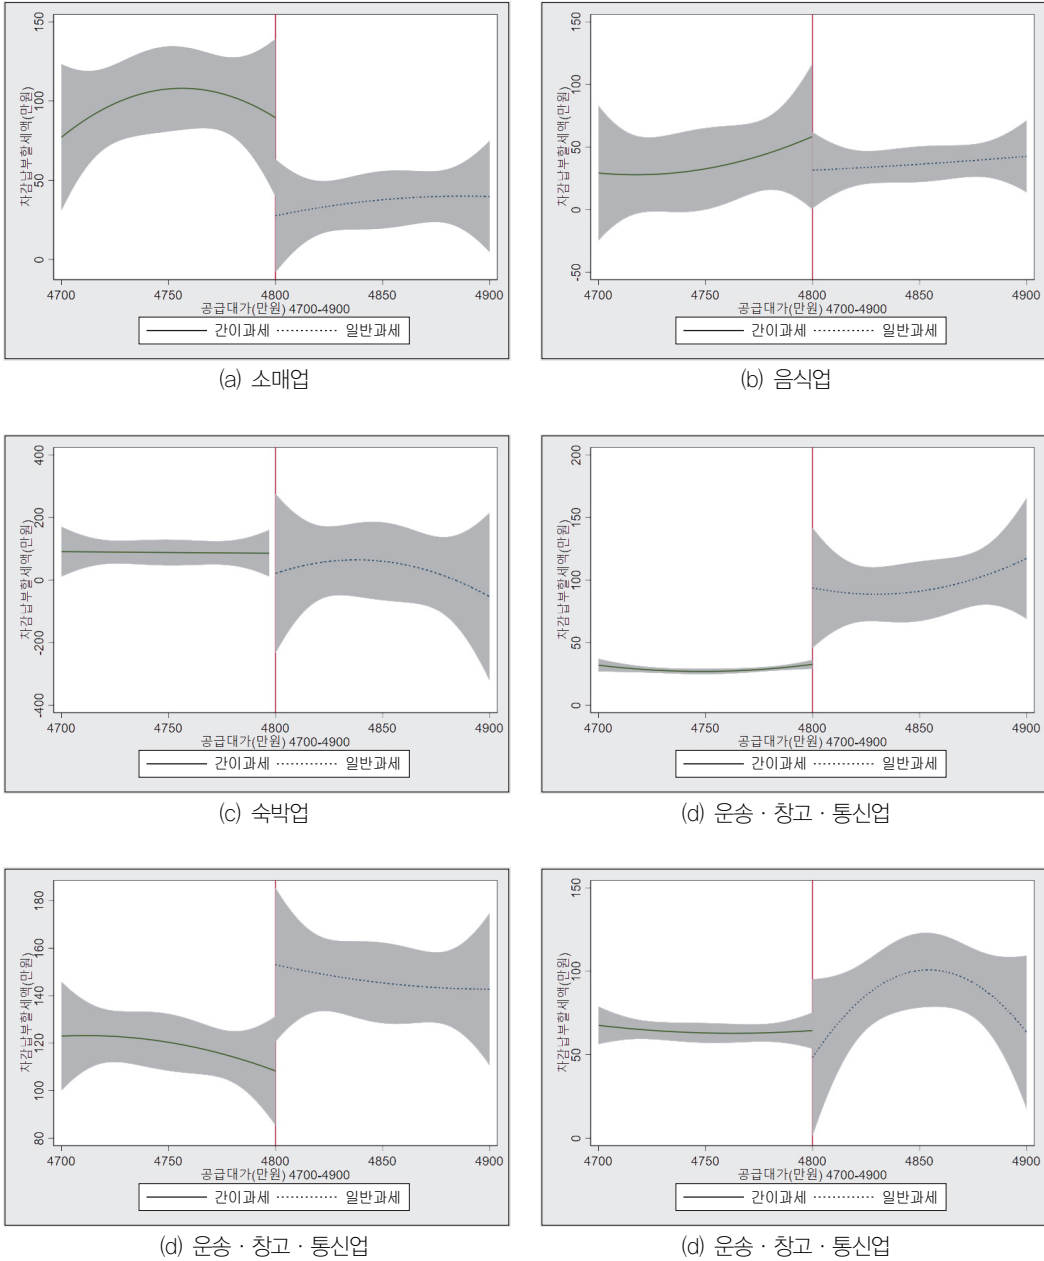 차감납부할세액(만원)
150
100
50
0
4700 4750 4800 4850 4900
공급대가(만원) 4700-4900
간이과세 일반과세
(a) 소매업
차감납부할세액(만원)
150
100
50
0
-50
4700 4750 4800 4850 4900
공급대가(만원) 4700-4900
간이과세 일반과세
(b) 음식업
차감납부할세액(만원)
400
200
0
-200
-400
4700 4750 4800 4850 4900
공급대가(만원) 4700-4900
간이과세 일반과세
(c) 숙박업
차감납부할세액(만원)
200
150
100
50
0
4700 4750 4800 4850 4900
공급대가(만원) 4700-4900
간이과세 일반과세
(d) 운송 · 창고 · 통신업
차감납부할세액(만원)
180
160
140
120
100
80
4700 4750 4800 4850 4900
공급대가(만원) 4700-4900
간이과세 일반과세
(d) 운송 · 창고 · 통신업
차감납부할세액(만원)
150
100
50
0
4700 4750 4800 4850 4900
공급대가(만원) 4700-4900
간이과세 일반과세
(d) 운송 · 창고 · 통신업